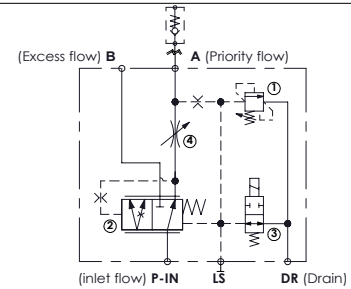 (Excess flow) B
A (Priority flow)
1
4
2
3
(inlet flow) P-IN
LS
DR (Drain)